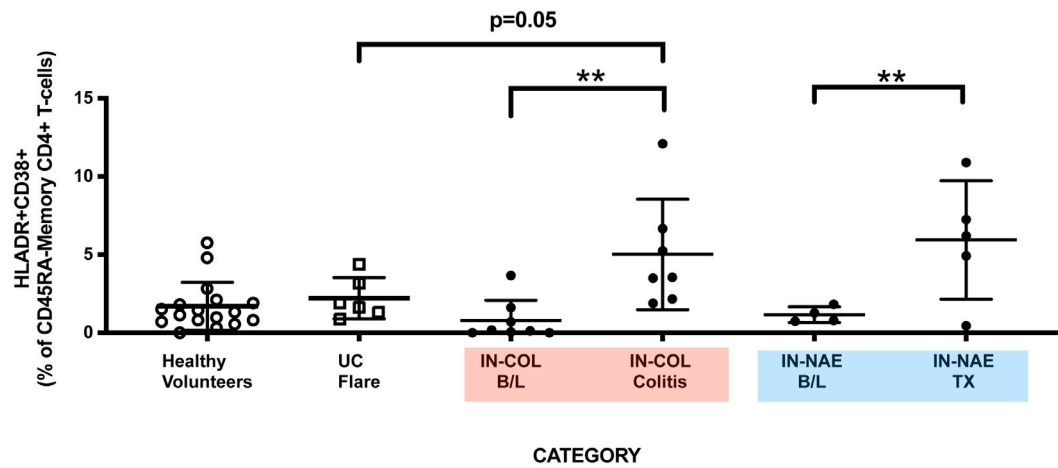 p=0.05
**
**
HLADR+CD38+
(% of CD45RA-Memory CD4+ T-cells)
15
10
5
0
Healthy
Volunteers
UC
Flare
IN-COL
B/L
IN-COL
Colitis
IN-NAE
B/L
IN-NAE
TX
CATEGORY